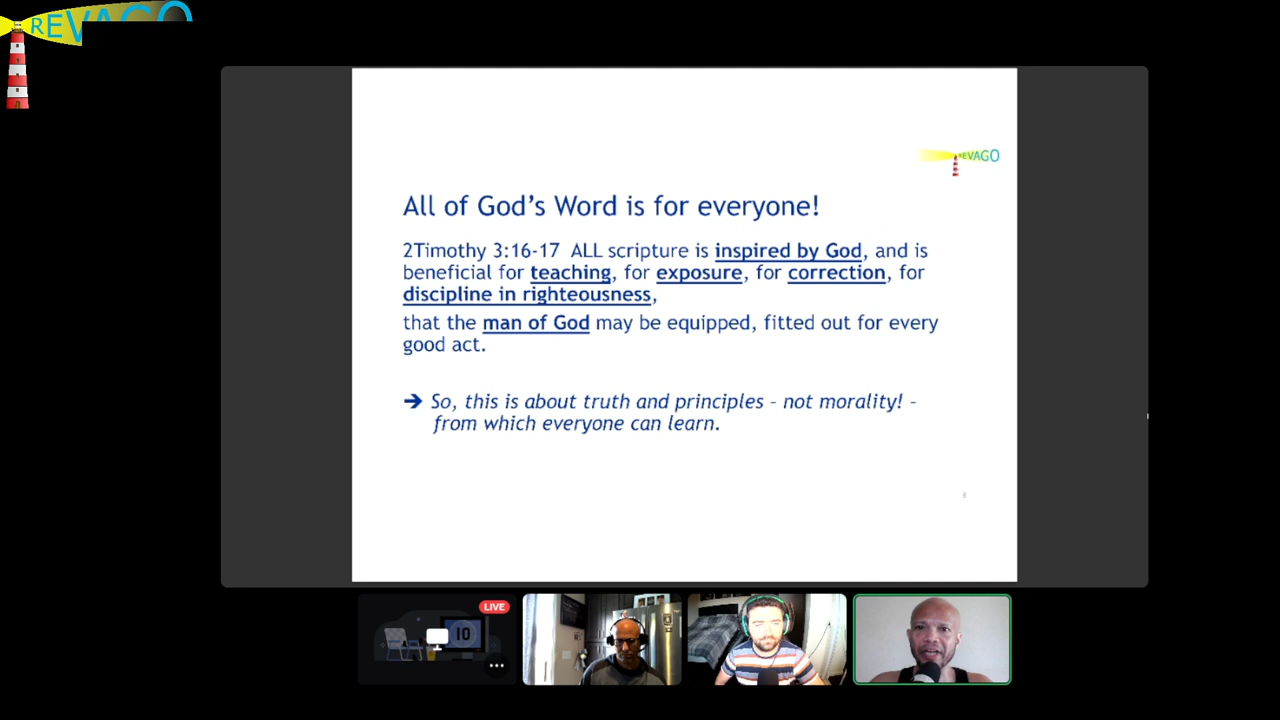 REVAGO
REVAGO
All of God's Word is for everyone!
2Timothy 3:16-17 ALL scripture is inspired by God, and is
beneficial for teaching, for exposure, for correction, for
discipline in righteousness,
that the man of God may be equipped, fitted out for every
good act.
➔ So, this is about truth and principles - not morality! -
from which everyone can learn.
LIVE
10